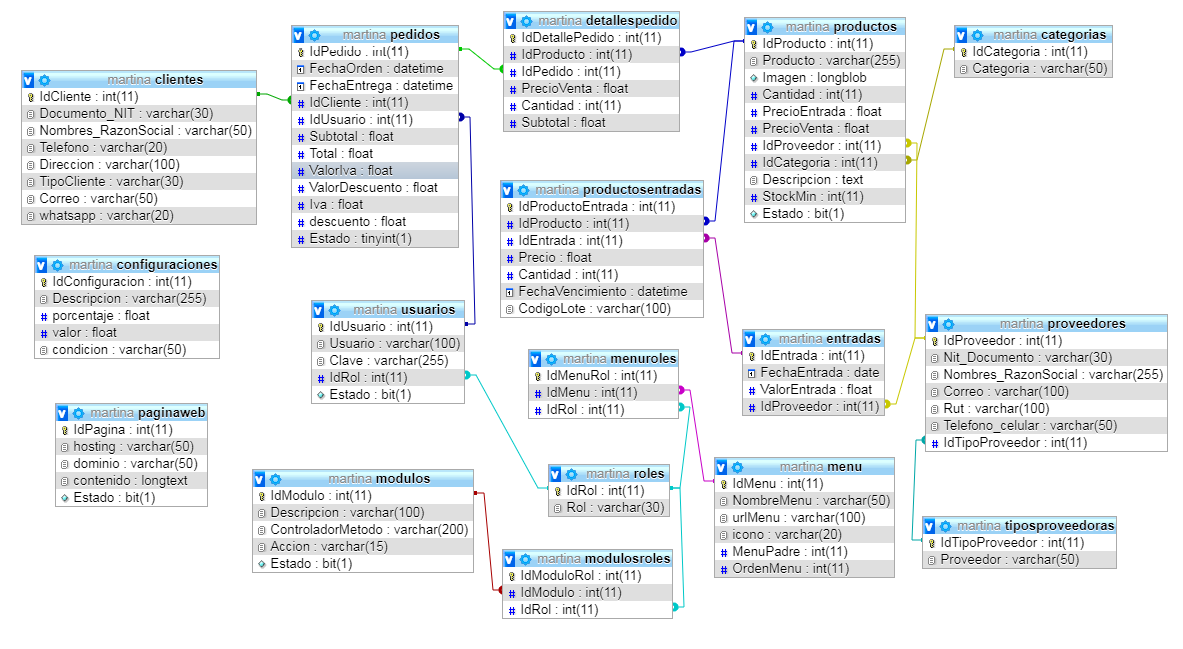 martina clientes
IdCliente : int(11)
Documento_NIT : varchar(30)
Nombres_RazonSocial : varchar(50)
Telefono : varchar(20)
Direccion : varchar(100)
TipoCliente : varchar(30)
Correo : varchar(50)
whatsapp : varchar(20)
martina pedidos
IdPedido : int(11)
FechaOrden : datetime
FechaEntrega : datetime
IdCliente : int(11)
IdUsuario : int(11)
Subtotal : float
Total : float
ValorIva : float
ValorDescuento : float
Iva : float
descuento : float
Estado : tinyint(1)
martina detallespedido
IdDetallePedido : int(11)
IdProducto : int(11)
IdPedido : int(11)
PrecioVenta : float
Cantidad : int(11)
Subtotal : float
martina productos
IdProducto : int(11)
Producto : varchar(255)
Imagen : longblob
Cantidad : int(11)
PrecioEntrada : float
PrecioVenta : float
IdProveedor : int(11)
IdCategoria : int(11)
Descripcion : text
StockMin : int(11)
Estado : bit(1)
martina categorias
IdCategoria : int(11)
Categoria : varchar(50)
martina productosentradas
IdProductoEntrada : int(11)
IdProducto : int(11)
IdEntrada : int(11)
Precio : float
Cantidad : int(11)
FechaVencimiento : datetime
CodigoLote : varchar(100)
martina configuraciones
IdConfiguracion : int(11)
Descripcion : varchar(255)
porcentaje : float
valor : float
condicion : varchar(50)
martina usuarios
IdUsuario : int(11)
Usuario : varchar(100)
Clave : varchar(255)
IdRol : int(11)
Estado : bit(1)
martina menuroles
IdMenuRol : int(11)
IdMenu : int(11)
IdRol : int(11)
martina entradas
IdEntrada : int(11)
FechaEntrada : date
ValorEntrada : float
IdProveedor : int(11)
martina proveedores
IdProveedor : int(11)
Nit_Documento : varchar(30)
Nombres_RazonSocial : varchar(255)
Correo : varchar(100)
Rut : varchar(100)
Telefono_celular : varchar(50)
IdTipoProveedor : int(11)
martina paginaweb
IdPagina : int(11)
hosting : varchar(50)
dominio : varchar(50)
contenido : longtext
Estado : bit(1)
martina modulos
IdModulo : int(11)
Descripcion : varchar(100)
ControladorMetodo : varchar(200)
Accion : varchar(15)
Estado : bit(1)
martina roles
IdRol : int(11)
Rol : varchar(30)
martina menu
IdMenu : int(11)
NombreMenu : varchar(50)
urlMenu : varchar(100)
icono : varchar(20)
MenuPadre : int(11)
OrdenMenu : int(11)
martina tiposproveedoras
IdTipoProveedor : int(11)
Proveedor : varchar(50)
martina modulosroles
IdModuloRol : int(11)
IdModulo : int(11)
IdRol : int(11)